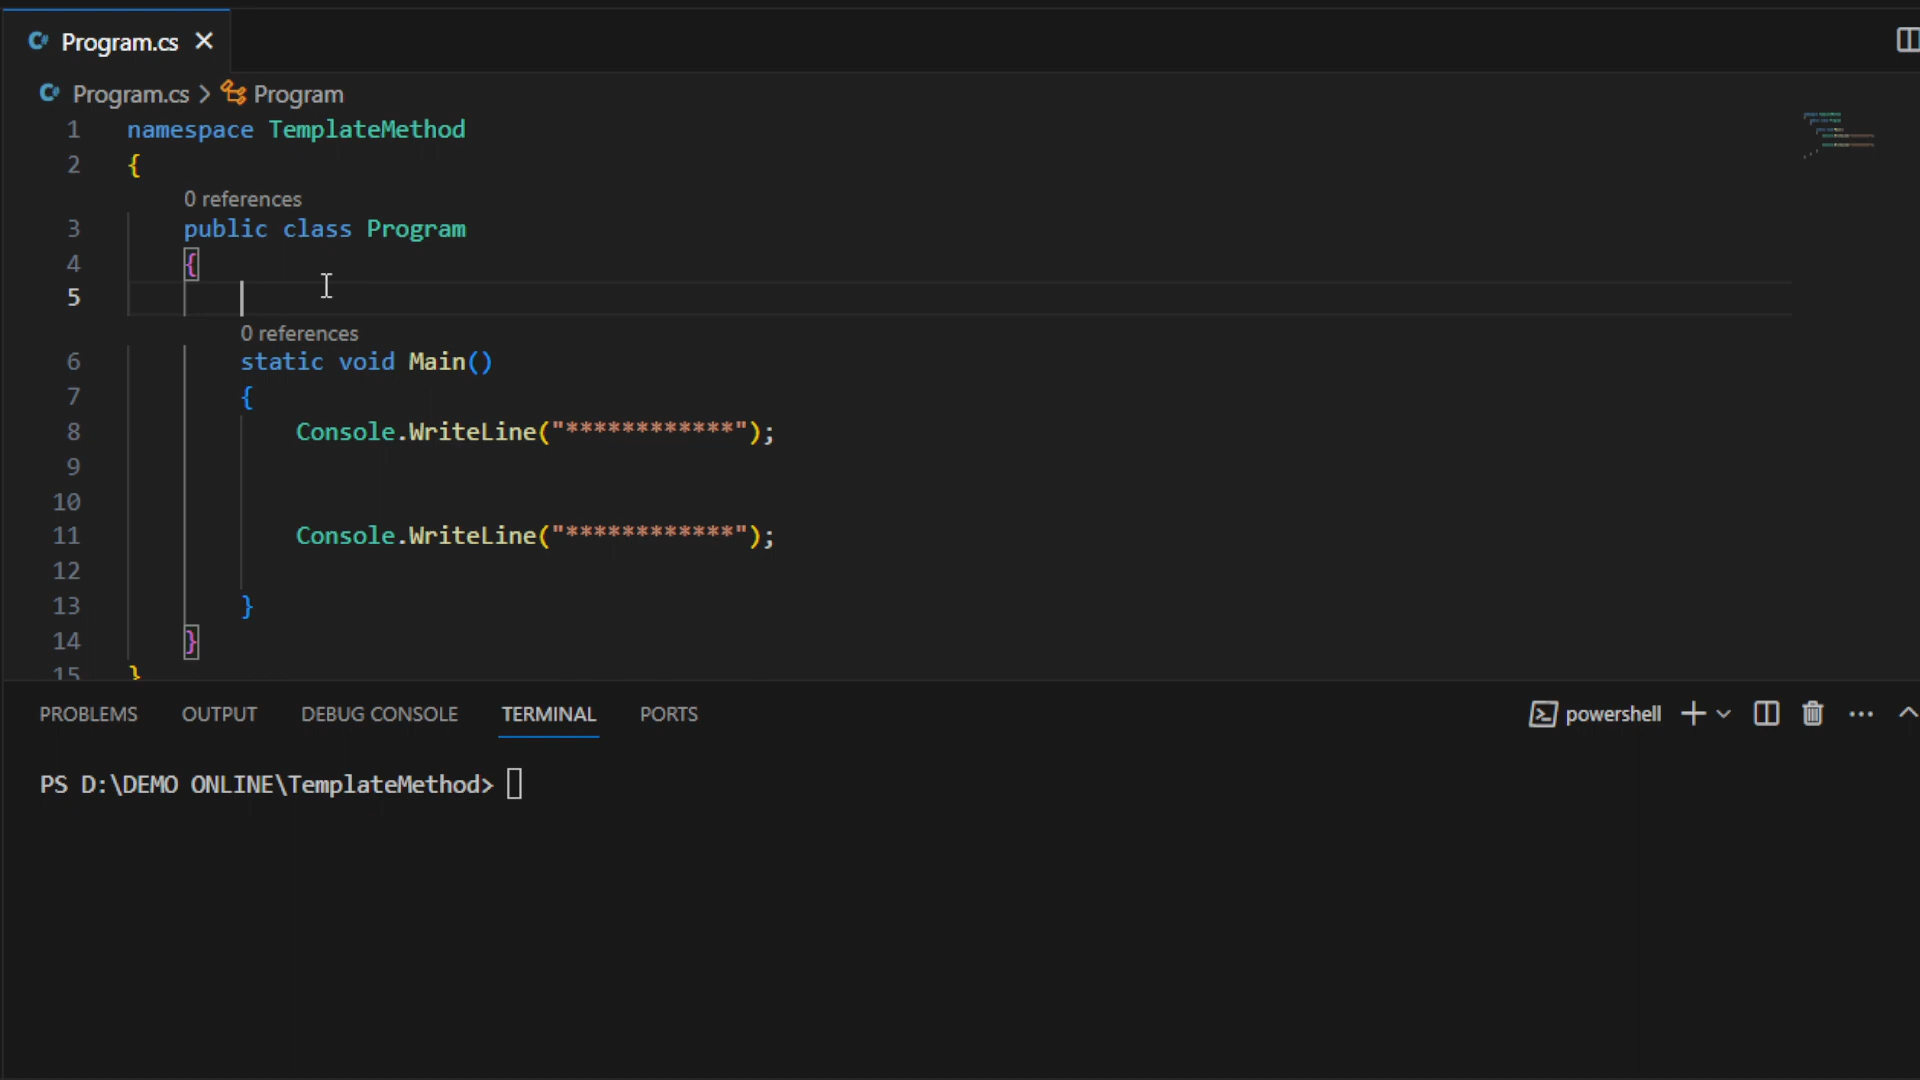 Program.cs
Program.cs > Program
1 namespace TemplateMethod
2 {
0 references
3 public class Program
4 {
5
0 references
6 static void Main()
7 {
8 Console.WriteLine("************");
9
10
11 Console.WriteLine("************");
12
13 }
14 }
15 }
PROBLEMS OUTPUT DEBUG CONSOLE TERMINAL PORTS powershell
PS D:\DEMO ONLINE\TemplateMethod>